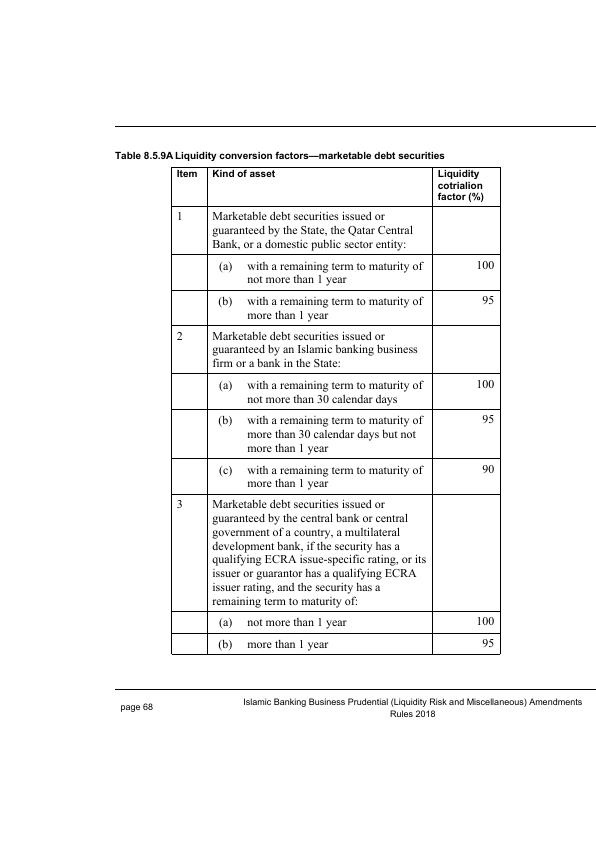 Table 8.5.9A Liquidity conversion factors—marketable debt securities
Item Kind of asset Liquidity
cotrialion
factor (%)
1 Marketable debt securities issued or
guaranteed by the State, the Qatar Central
Bank, or a domestic public sector entity:
(a) with a remaining term to maturity of 100
not more than 1 year
(b) with a remaining term to maturity of 95
more than 1 year
2 Marketable debt securities issued or
guaranteed by an Islamic banking business
firm or a bank in the State:
(a) with a remaining term to maturity of 100
not more than 30 calendar days
(b) with a remaining term to maturity of 95
more than 30 calendar days but not
more than 1 year
(c) with a remaining term to maturity of 90
more than 1 year
3 Marketable debt securities issued or
guaranteed by the central bank or central
government of a country, a multilateral
development bank, if the security has a
qualifying ECRA issue-specific rating, or its
issuer or guarantor has a qualifying ECRA
issuer rating, and the security has a
remaining term to maturity of:
(a) not more than 1 year 100
(b) more than 1 year 95
page 68 Islamic Banking Business Prudential (Liquidity Risk and Miscellaneous) Amendments
Rules 2018